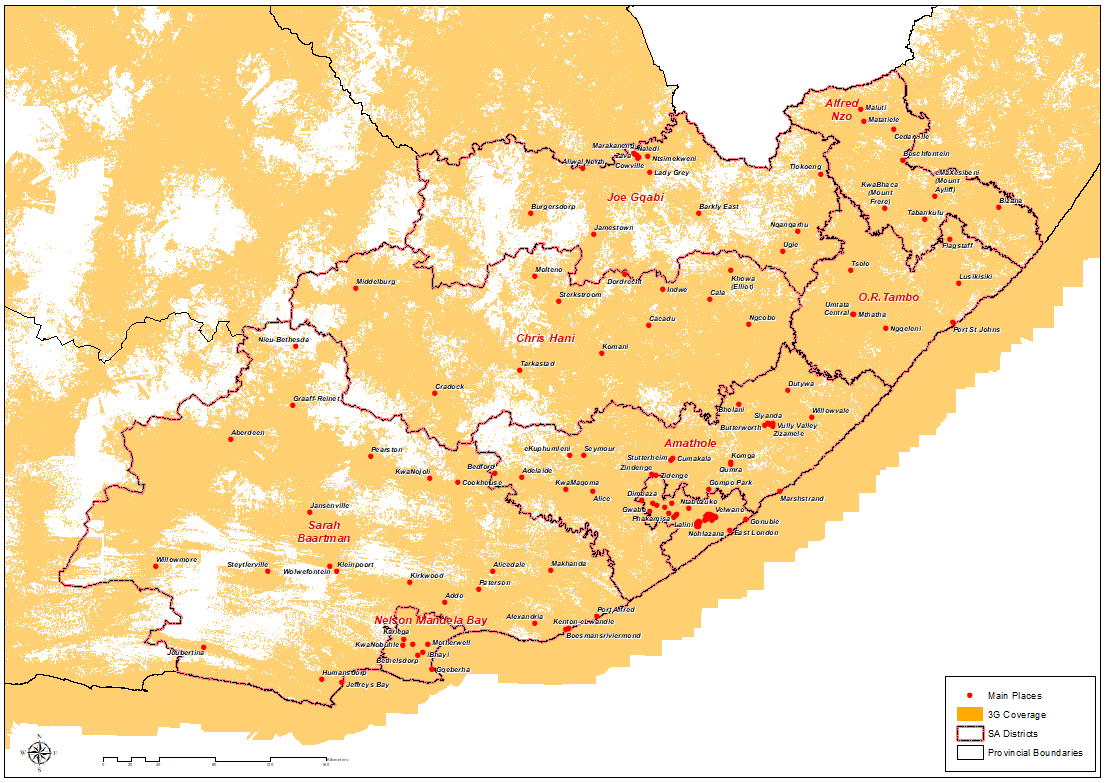 Alfred
Nzo
Maluti
Matatiele
Cedarville
Boschfontein
Marakanong
Naledi
Ntsimekweni
Cowville
Aliwal North
Lady Grey
Tlokoeng
eMaXesibeni
(Mount
Ayliff)
KwaBhaca
(Mount
Frere)
Bizana
Joe Gqabi
Burgersdorp
Barkly East
Tabankulu
Jamestown
Ngangarhu
Ugie
Flagstaff
Tsolo
Molteno
Middelburg
Dordrecht
Khowa
(Elliot)
Lusikisiki
Sterkstroom
Indwe
Cala
O.R.Tambo
Umtata
Central
Mthatha
Cacadu
Ngcobo
Ngqeleni
Port St Johns
Nieu-Bethesda
Chris Hani
Komani
Tarkastad
Cradock
Dutywa
Graaff-Reinet
Bholani
Siyanda
Willowvale
Butterworth
Vully Valley
Zizamele
Aberdeen
Amathole
Pearston
eKuphumleni
Seymour
Stutterheim
Cumakala
Komga
Qumra
KwaNojoli
Bedford
Adelaide
Zindenge
Zidenge
Cookhouse
KwaMagoma
Gompo Park
Alice
Dimbaza
Ntabozuko
Marshstrand
Jansenville
Gwaba
Velwano
Phakamisa
Lalini
Gonubie
Nohlazana
East London
Sarah
Baartman
Willowmore
Steytlerville
Wolwefontein
Kleinpoort
Alicedale
Makhanda
Kirkwood
Paterson
Addo
Nelson Mandela Bay
Alexandria
Port Alfred
Kenton-eLwandle
Boesmansriviermond
Kariega
KwaNobuhle
Motherwell
iBhayi
Bethelsdorp
Gqeberha
Joubertina
Humansdorp
Jeffreys Bay
Main Places
3G Coverage
SA Districts
Provincial Boundaries
N
W
E
S
Kilometers